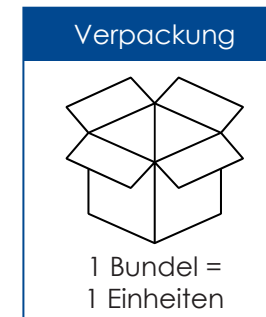 Verpackung
1 Bundel =
1 Einheiten